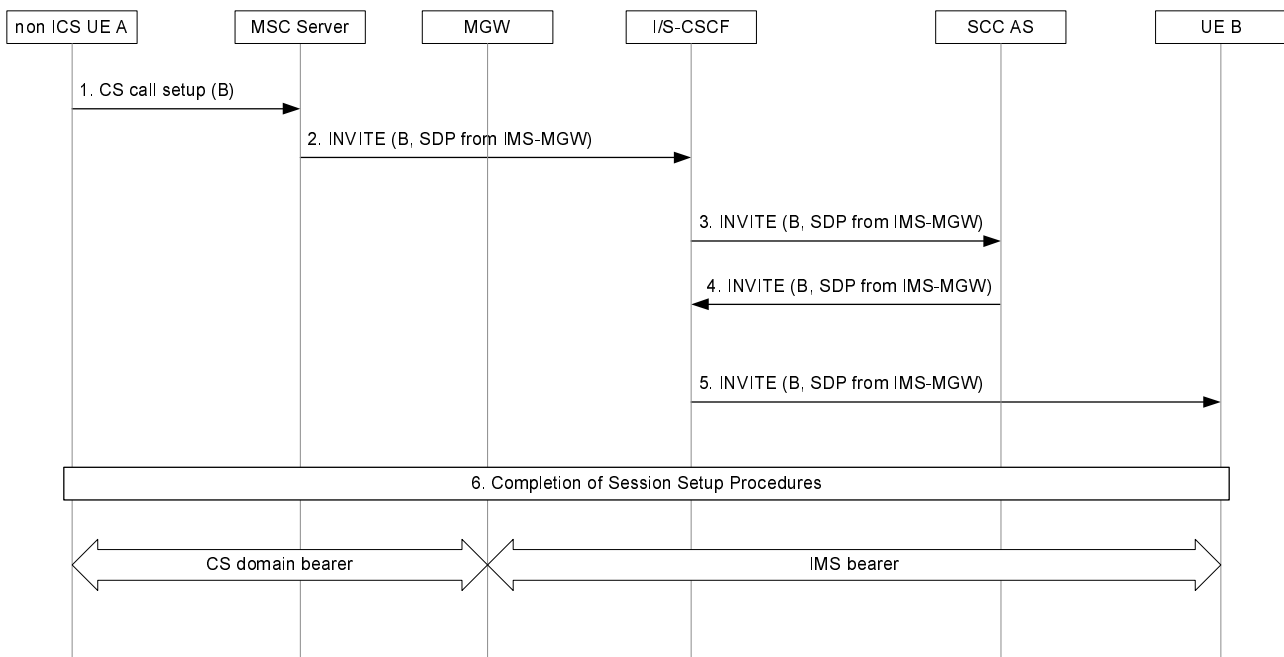 non ICS UE A
MSC Server
MGW
I/S-CSCF
SCC AS
UE B
1. CS call setup (B)
2. INVITE (B, SDP from IMS-MGW)
3. INVITE (B, SDP from IMS-MGW)
4. INVITE (B, SDP from IMS-MGW)
5. INVITE (B, SDP from IMS-MGW)
6. Completion of Session Setup Procedures
CS domain bearer
IMS bearer